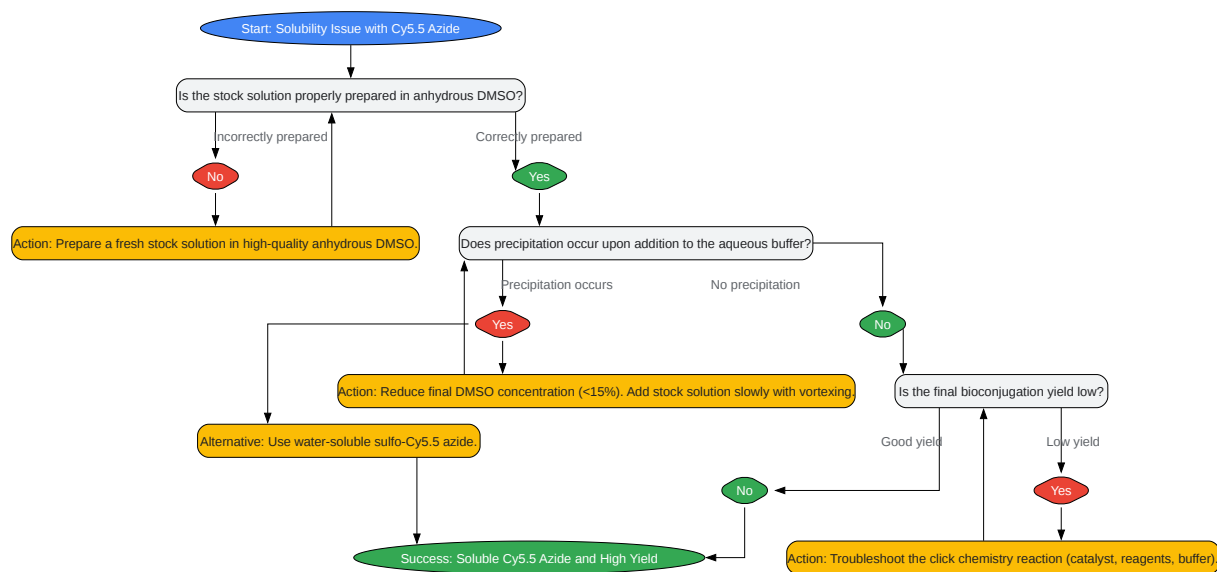 Start: Solubility Issue with Cy5.5 Azide
Is the stock solution properly prepared in anhydrous DMSO?
Incorrectly prepared
Correctly prepared
No
Yes
Action: Prepare a fresh stock solution in high-quality anhydrous DMSO.
Does precipitation occur upon addition to the aqueous buffer?
Precipitation occurs
No precipitation
Yes
No
Action: Reduce final DMSO concentration (<15%). Add stock solution slowly with vortexing.
Is the final bioconjugation yield low?
Alternative: Use water-soluble sulfo-Cy5.5 azide.
Good yield
Low yield
No
Yes
Success: Soluble Cy5.5 Azide and High Yield
Action: Troubleshoot the click chemistry reaction (catalyst, reagents, buffer).